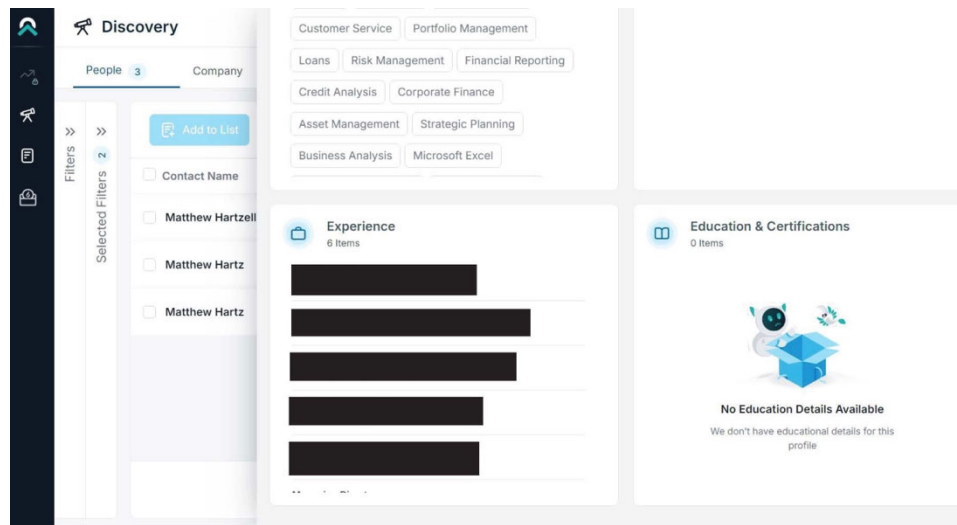 Discovery
People 3 Company
Filters
Selected Filters 2
Add to List
Contact Name
Matthew Hartzell
Matthew Hartz
Matthew Hartz
Customer Service Portfolio Management
Loans Risk Management Financial Reporting
Credit Analysis Corporate Finance
Asset Management Strategic Planning
Business Analysis Microsoft Excel
Experience
6 Items
Education & Certifications
0 Items
No Education Details Available
We don't have educational details for this
profile